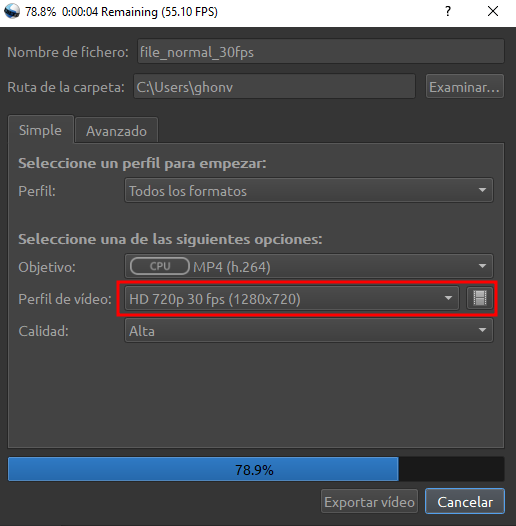 78.8% 0:00:04 Remaining (55.10 FPS)
Nombre de fichero: file_normal_30fps
Ruta de la carpeta: C:\Users\ghonv Examinar...
Simple Avanzado
Seleccione un perfil para empezar:
Perfil: Todos los formatos
Seleccione una de las siguientes opciones:
Objetivo: CPU MP4 (h.264)
Perfil de vídeo: HD 720p 30 fps (1280x720)
Calidad: Alta
78.9%
Exportar vídeo Cancelar